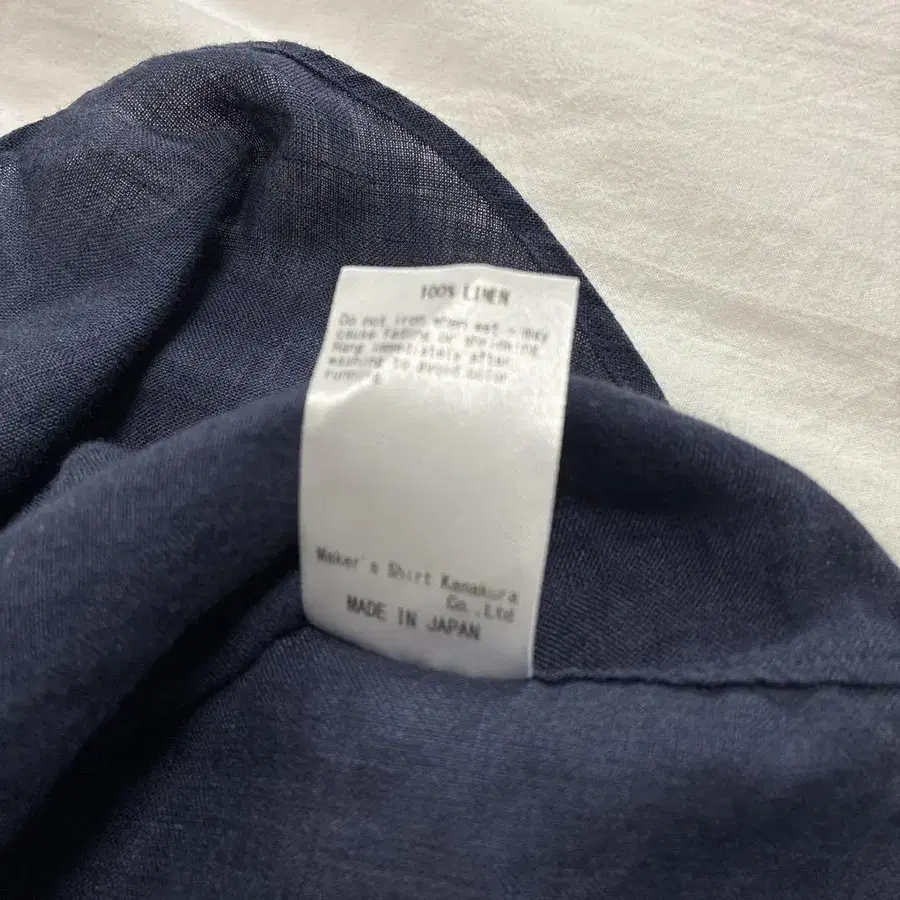 100% LINEN
Do not iron when wet - may
cause fading or shrinking
Hang immediately after
washing to avoid color
running
Maker's Shirt Kamakura
Co.,Ltd
MADE IN JAPAN